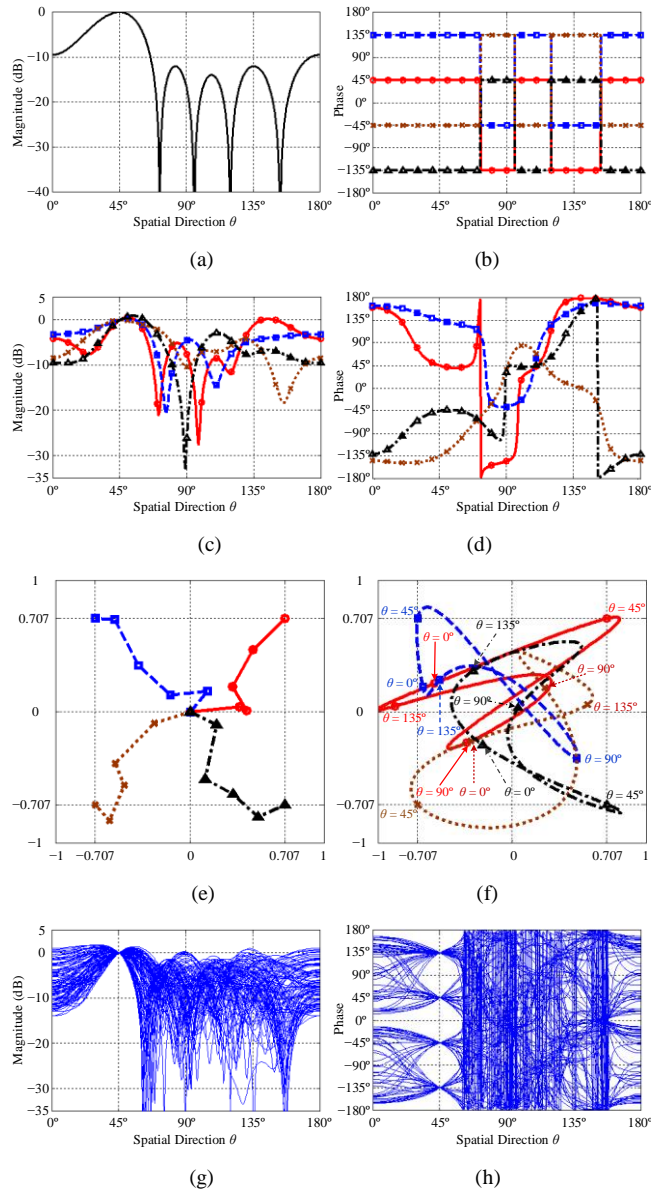 0
−10
−20
−30
−40
Magnitude (dB)
0º 45º 90º 135º 180º
Spatial Direction θ
(a)
180º
135º
90º
45º
0º
−45º
−90º
−135º
−180º
Phase
0º 45º 90º 135º 180º
Spatial Direction θ
(b)
5
0
−10
−20
−30
−35
Magnitude (dB)
0º 45º 90º 135º 180º
Spatial Direction θ
(c)
180º
135º
90º
45º
0º
−45º
−90º
−135º
−180º
Phase
0º 45º 90º 135º 180º
Spatial Direction θ
(d)
1
0.707
0
−0.707
−1
−1 −0.707 0 0.707 1
(e)
1
0.707
0
−0.707
−1
θ = 45º
θ = 135º
θ = 45º
θ = 0º
θ = 90º
θ = 0º
θ = 90º
θ = 135º
θ = 135º
θ = 135º
θ = 90º
θ = 90º
θ = 0º
θ = 0º
θ = 45º
θ = 45º
−1 −0.707 0 0.707 1
(f)
5
0
−10
−20
−30
−35
Magnitude (dB)
0º 45º 90º 135º 180º
Spatial Direction θ
(g)
180º
135º
90º
45º
0º
−45º
−90º
−135º
−180º
Phase
0º 45º 90º 135º 180º
Spatial Direction θ
(h)